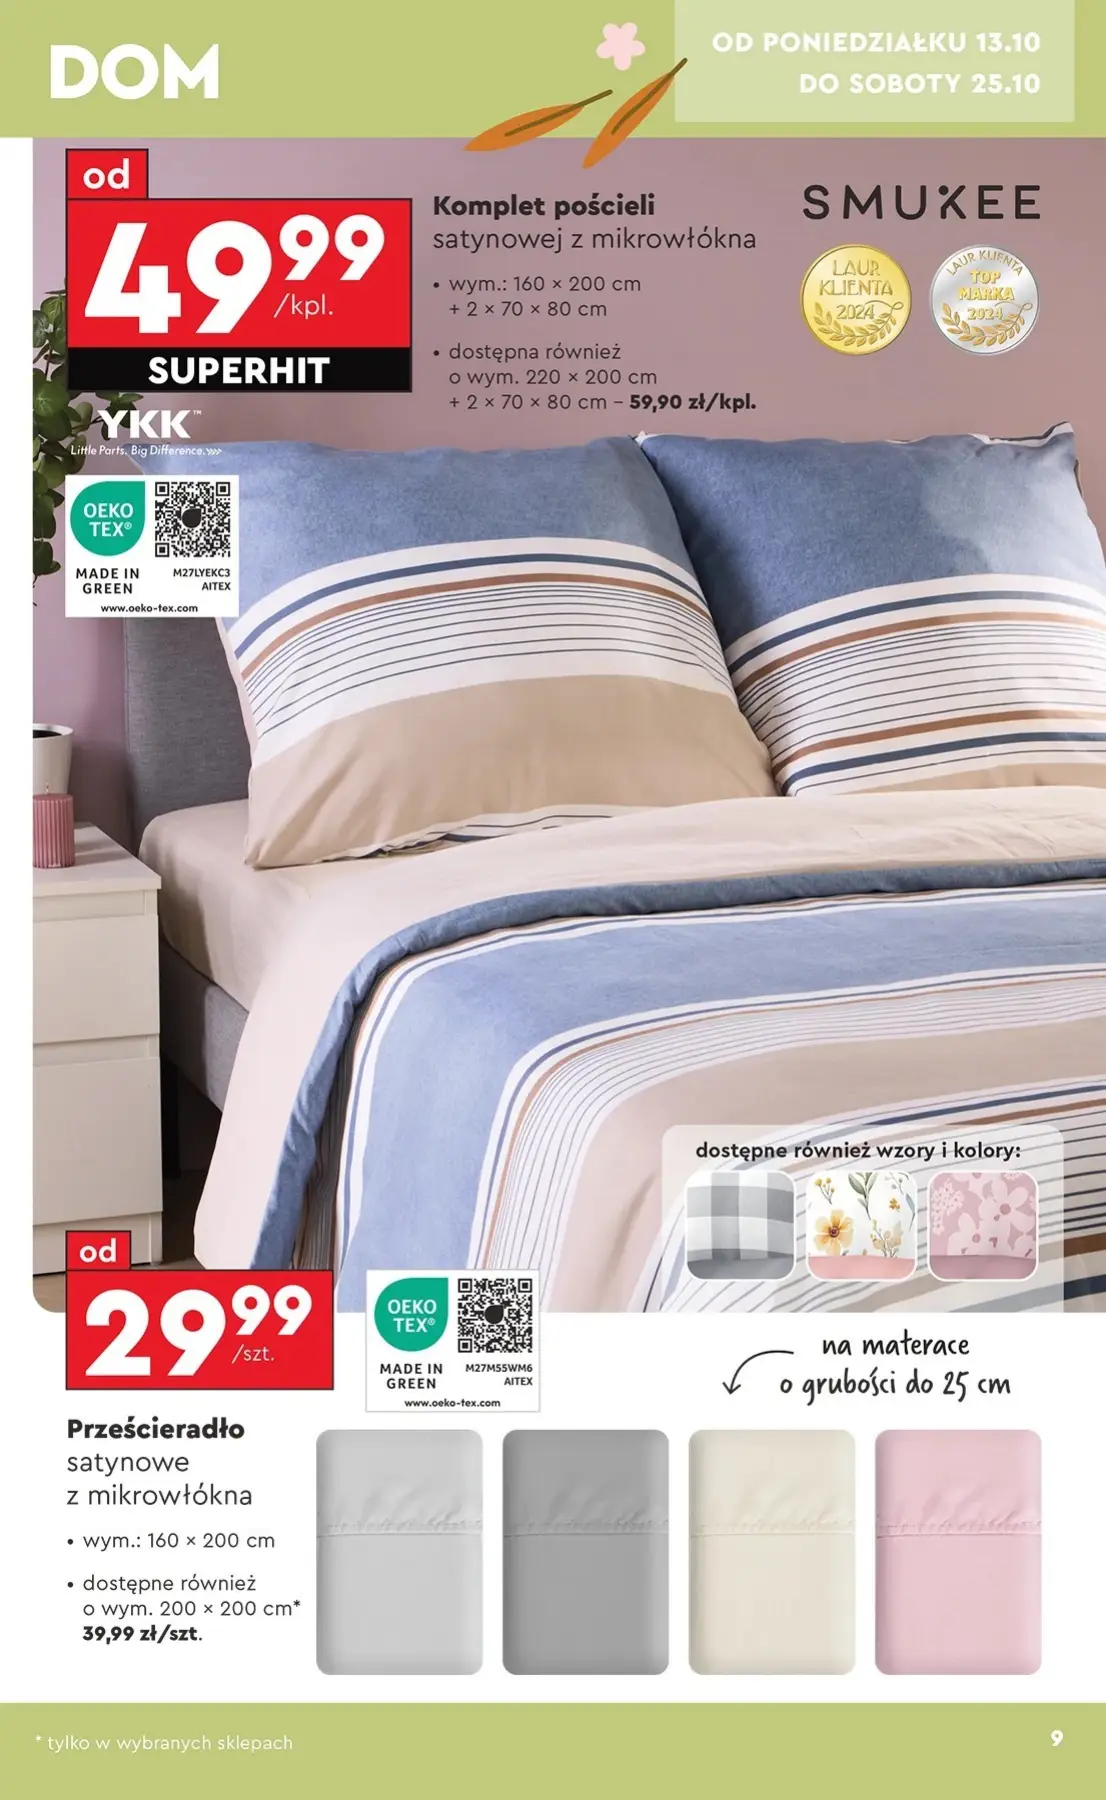 DOM
OD PONIEDZIAŁKU 13.10
DO SOBOTY 25.10
od
49 99
/kpl.
SUPERHIT
Komplet pościeli
satynowej z mikrowłókna
• wym.: 160 × 200 cm
+ 2 × 70 × 80 cm
• dostępna również
o wym. 220 × 200 cm
+ 2 × 70 × 80 cm – 59,90 zł/kpl.
SMUKEE
LAUR
KLIENTA
2024
LAUR KLIENTA
TOP
MARKA
2024
YKK™
Little Parts. Big Difference.
OEKO
TEX®
MADE IN
GREEN
M27LYEKC3
AITEX
www.oeko-tex.com
dostępne również wzory i kolory:
od
29 99
/szt.
OEKO
TEX®
MADE IN
GREEN
M27M55WM6
AITEX
www.oeko-tex.com
na materace
o grubości do 25 cm
Prześcieradło
satynowe
z mikrowłókna
• wym.: 160 × 200 cm
• dostępne również
o wym. 200 × 200 cm*
39,99 zł/szt.
* tylko w wybranych sklepach
9